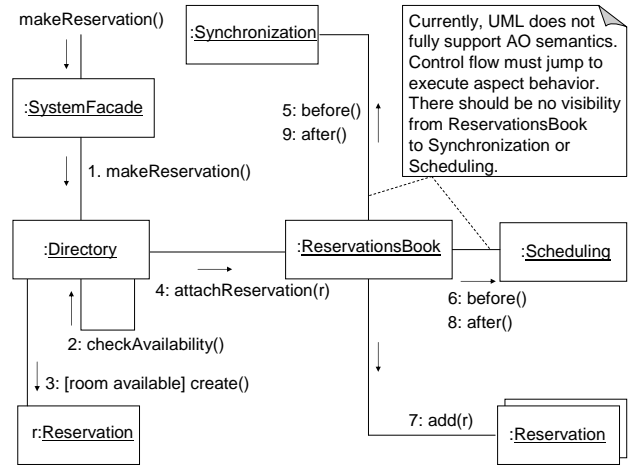 makeReservation()
:Synchronization
Currently, UML does not
fully support AO semantics.
Control flow must jump to
execute aspect behavior.
There should be no visibility
from ReservationsBook
to Synchronization or
Scheduling.
:SystemFacade
5: before()
9: after()
1. makeReservation()
:Directory
:ReservationsBook
:Scheduling
4: attachReservation(r)
6: before()
8: after()
2: checkAvailability()
3: [room available] create()
r:Reservation
7: add(r)
:Reservation